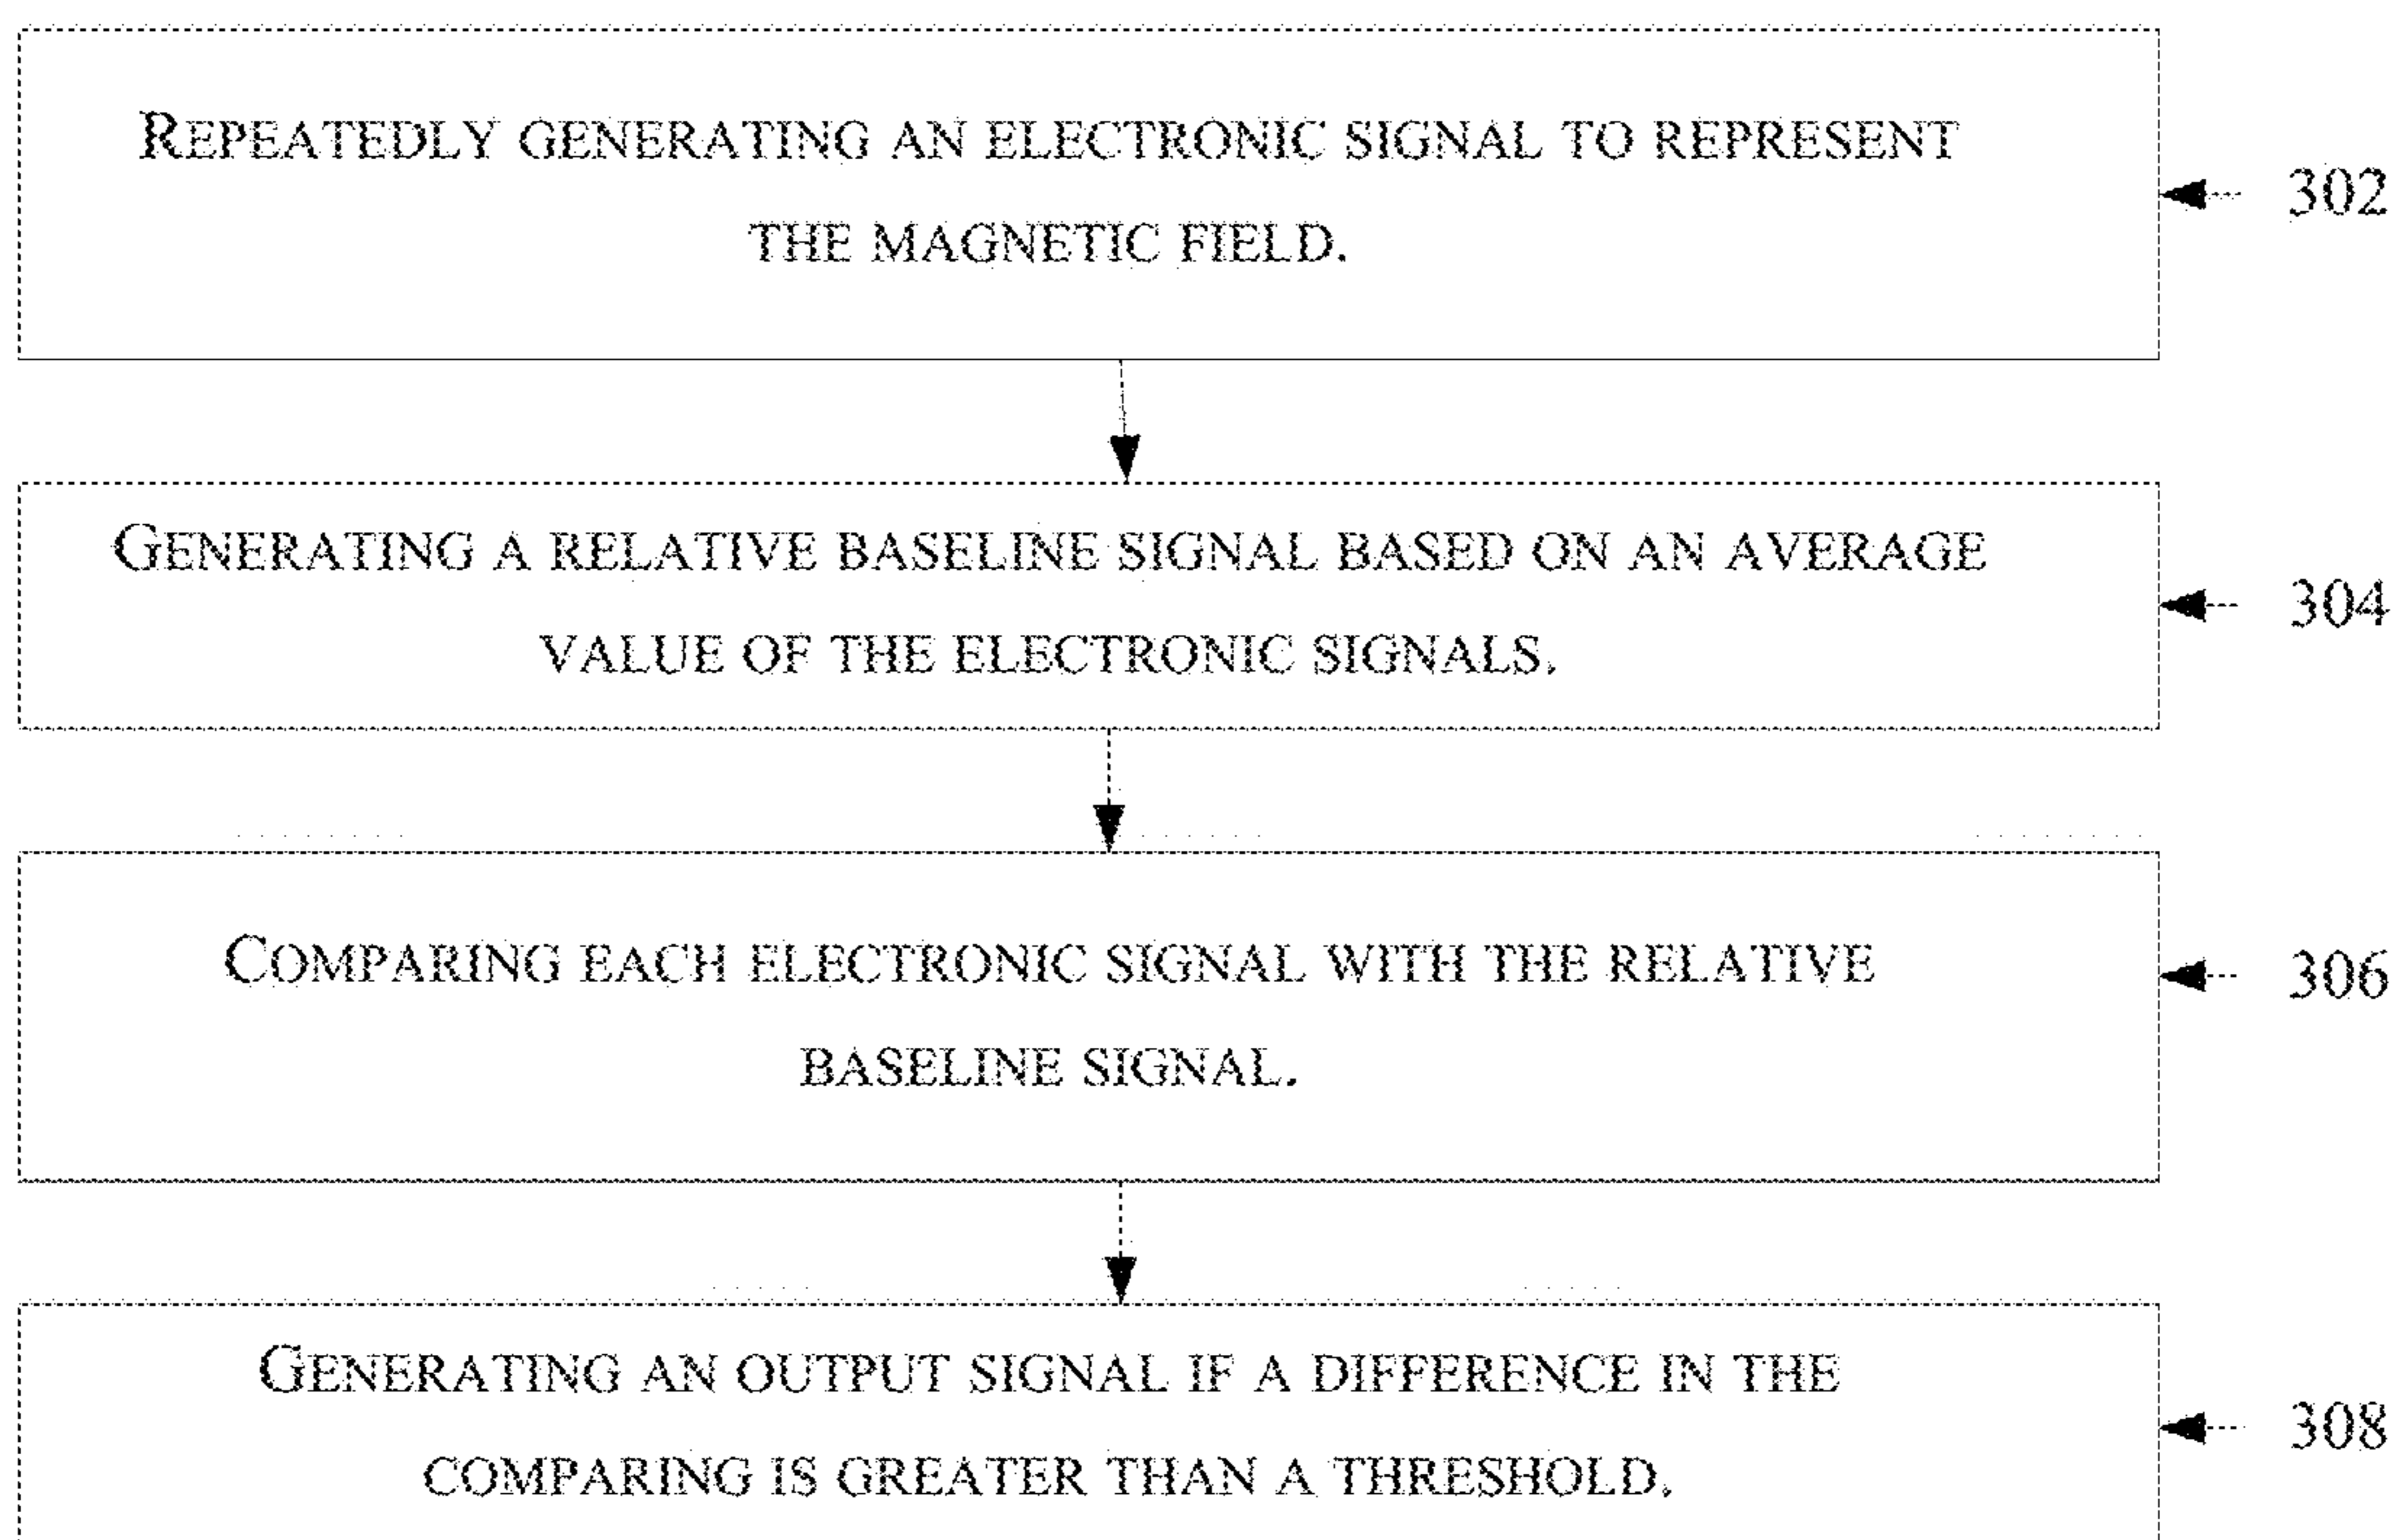 REPEATEDLY GENERATING AN ELECTRONIC SIGNAL TO REPRESENT
THE MAGNETIC FIELD.
302
GENERATING A RELATIVE BASELINE SIGNAL BASED ON AN AVERAGE
VALUE OF THE ELECTRONIC SIGNALS.
304
COMPARING EACH ELECTRONIC SIGNAL WITH THE RELATIVE
BASELINE SIGNAL.
306
GENERATING AN OUTPUT SIGNAL IF A DIFFERENCE IN THE
COMPARING IS GREATER THAN A THRESHOLD.
308